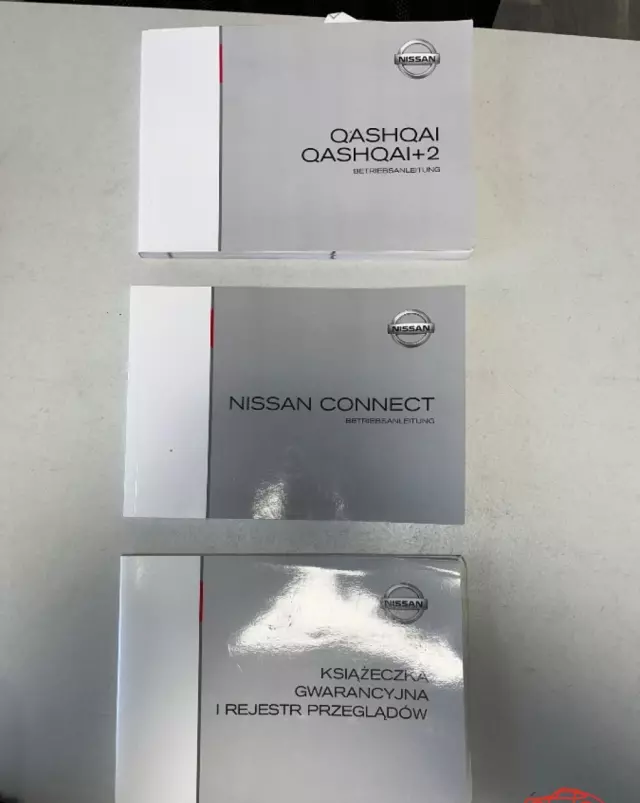 NISSAN
QASHQAI
QASHQAI+2
BETRIEBSANLEITUNG
NISSAN
NISSAN CONNECT
BETRIEBSANLEITUNG
NISSAN
KSIĄŻECZKA
GWARANCYJNA
I REJESTR PRZEGLĄDÓW